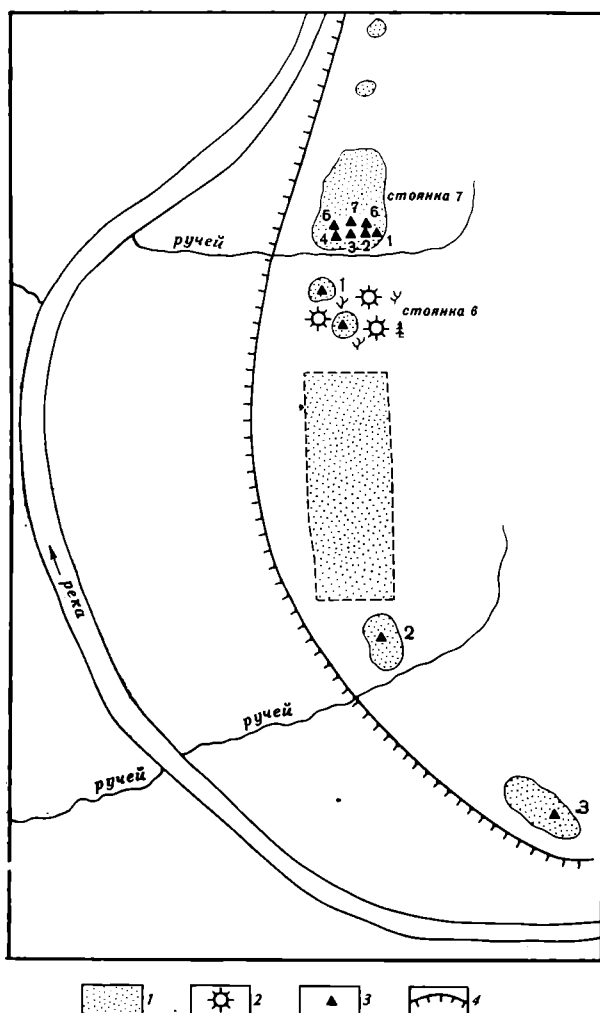 стоянка 7
6 7 6
4 3 2 1
ручей
1
стоянка 6
река
2
ручей
ручей
3
1 2 3 4